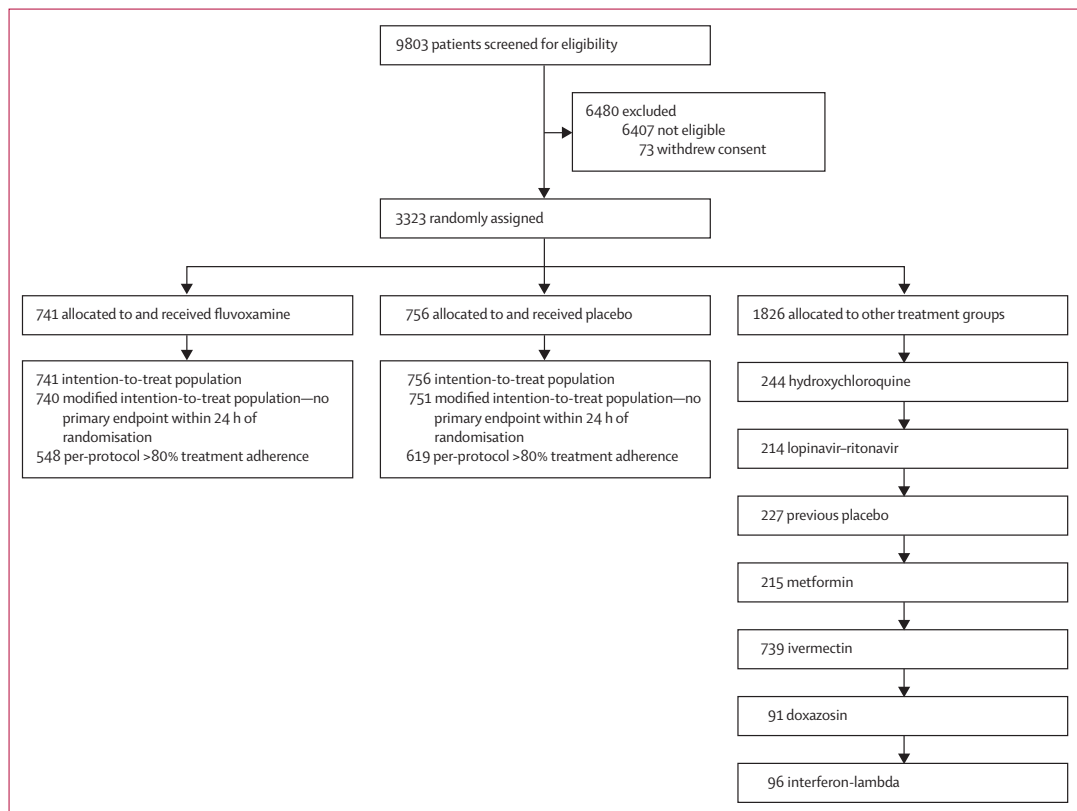 9803 patients screened for eligibility
6480 excluded
6407 not eligible
73 withdrew consent
3323 randomly assigned
741 allocated to and received fluvoxamine
756 allocated to and received placebo
1826 allocated to other treatment groups
741 intention-to-treat population
740 modified intention-to-treat population—no
primary endpoint within 24 h of
randomisation
548 per-protocol >80% treatment adherence
756 intention-to-treat population
751 modified intention-to-treat population—no
primary endpoint within 24 h of
randomisation
619 per-protocol >80% treatment adherence
244 hydroxychloroquine
214 lopinavir–ritonavir
227 previous placebo
215 metformin
739 ivermectin
91 doxazosin
96 interferon-lambda